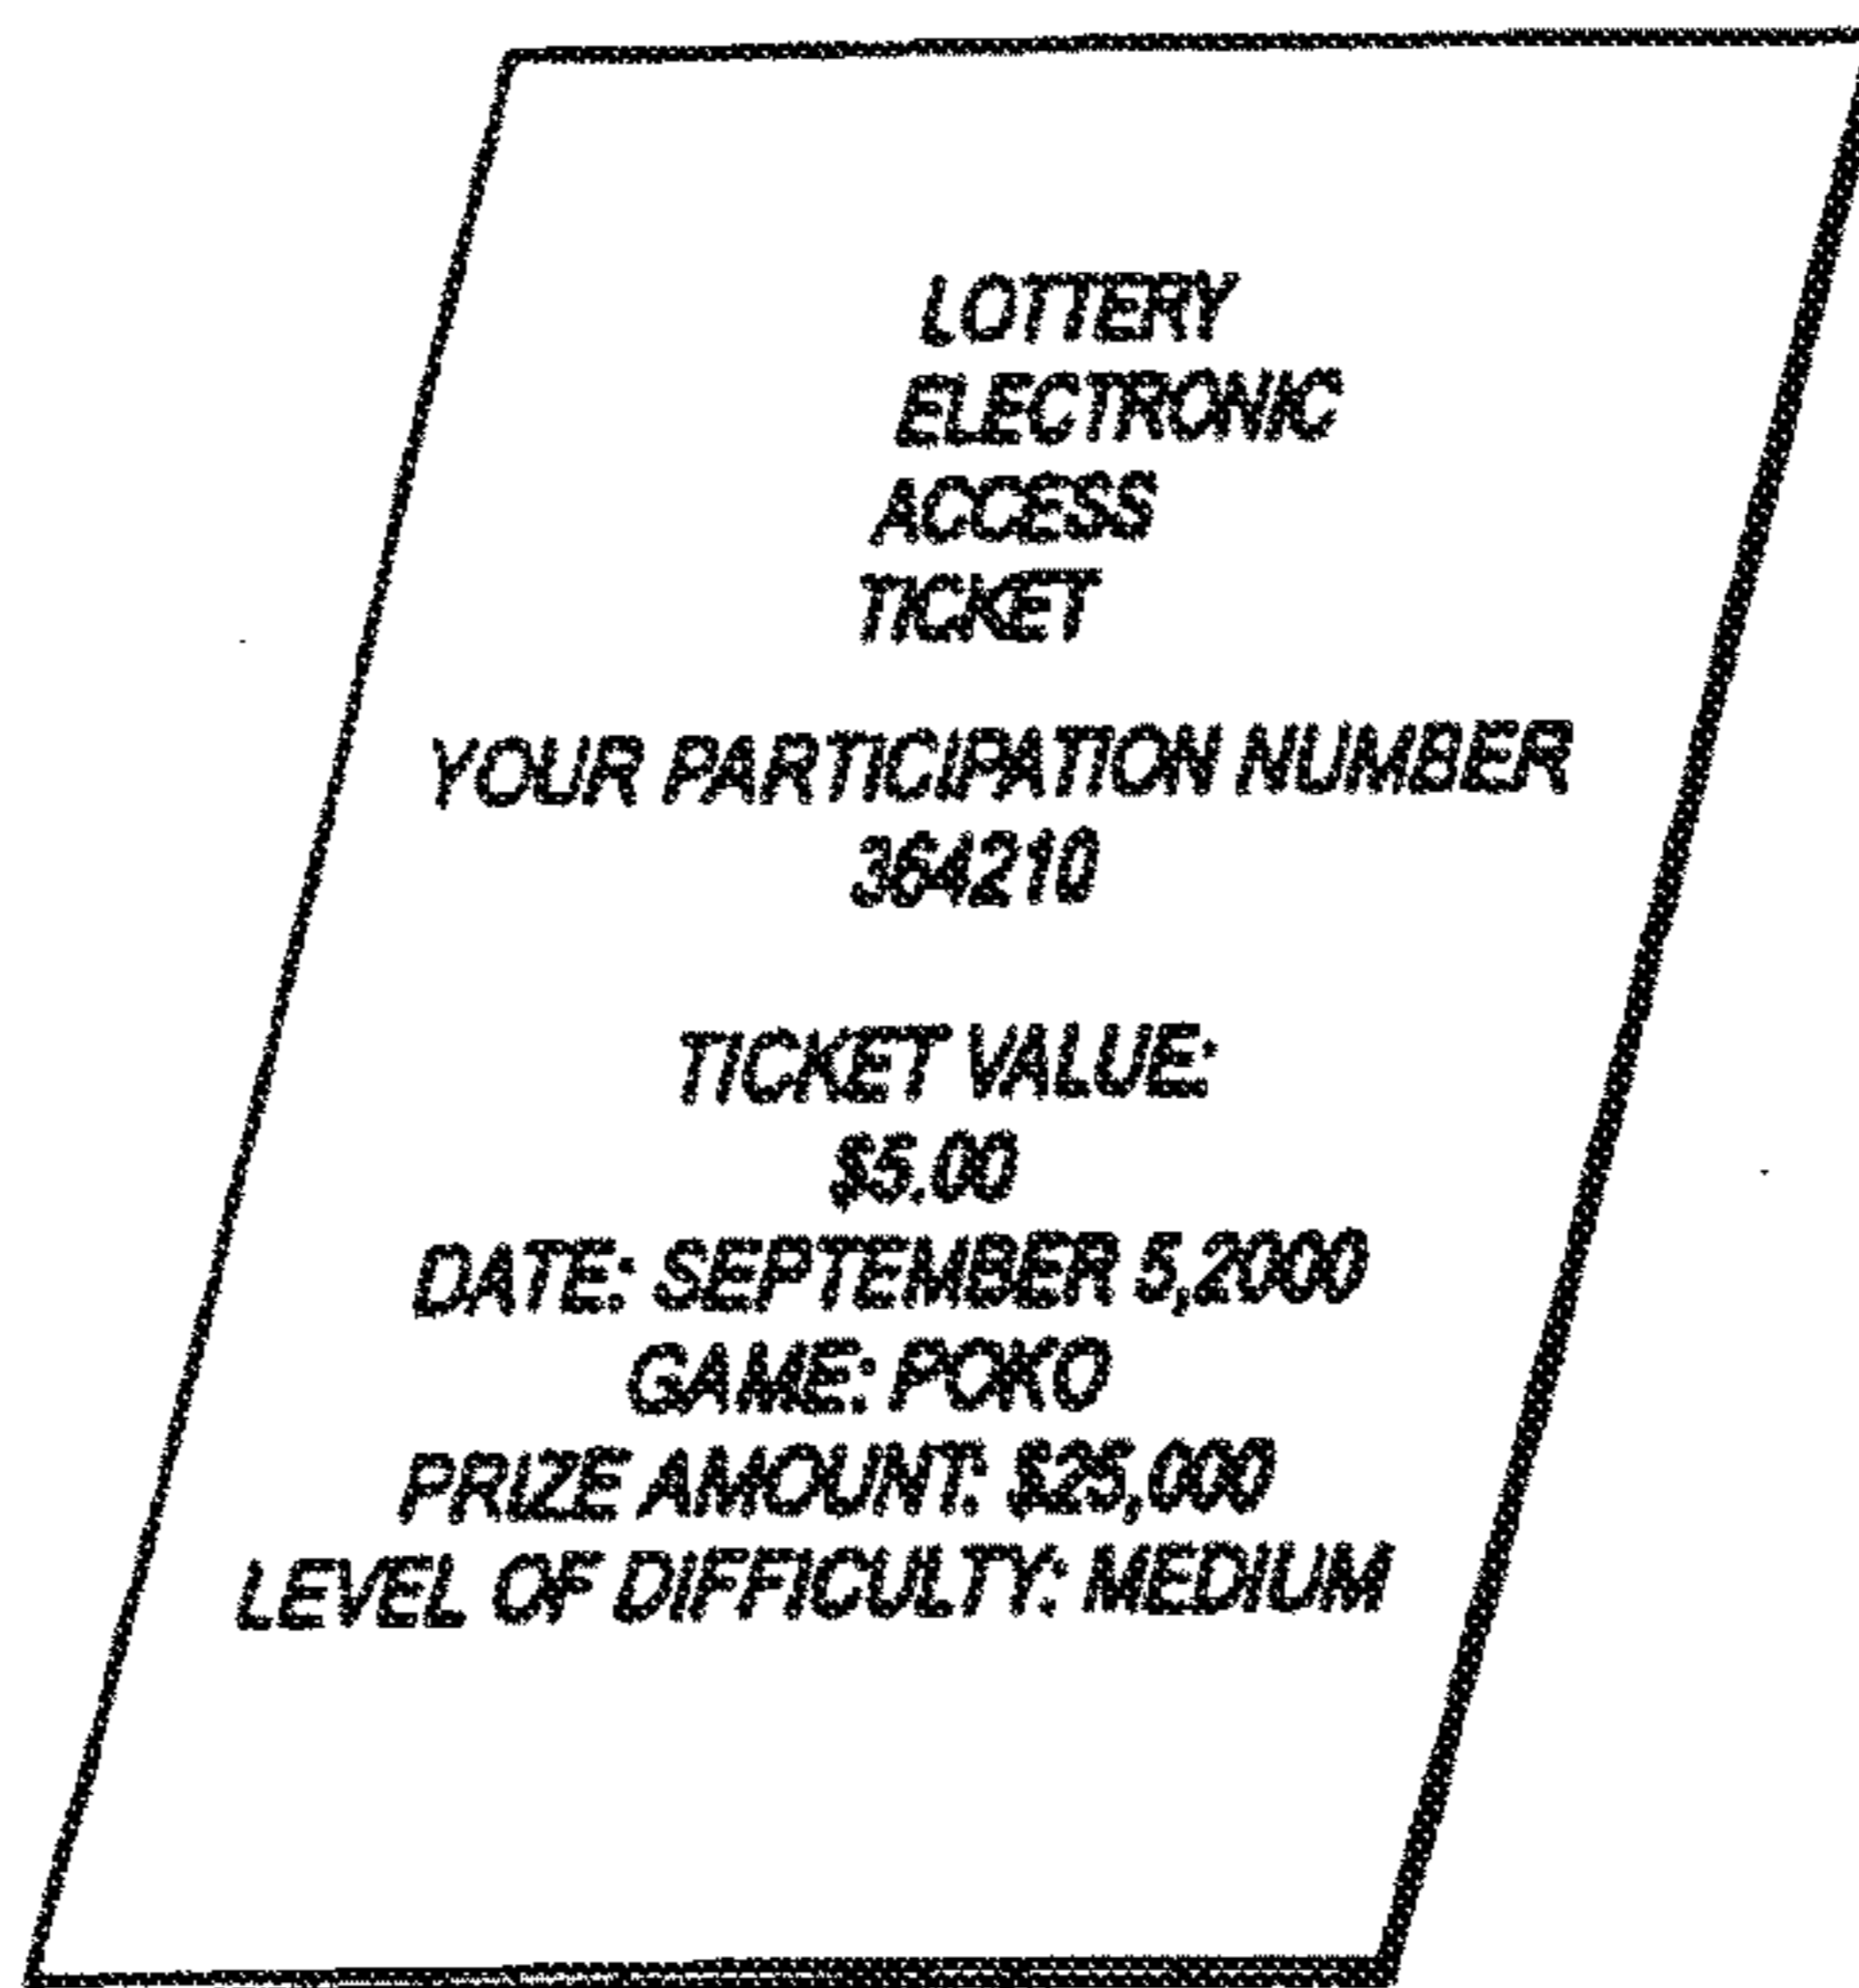 LOTTERY
ELECTRONIC
ACCESS
TICKET
YOUR PARTICIPATION NUMBER
364210
TICKET VALUE:
$5.00
DATE: SEPTEMBER 5,2000
GAME: POKO
PRIZE AMOUNT: $25,000
LEVEL OF DIFFICULTY: MEDIUM